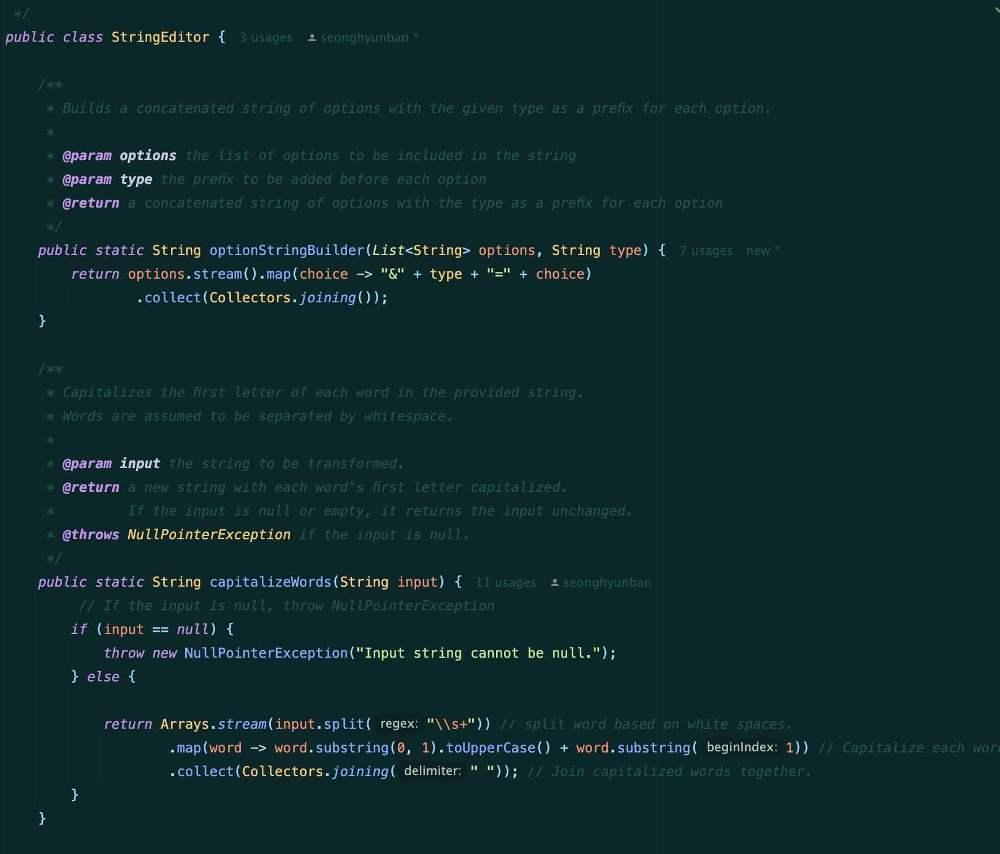 */
public class StringEditor { 3 usages seonghyunban *
/**
* Builds a concatenated string of options with the given type as a prefix for each option.
*
* @param options the list of options to be included in the string
* @param type the prefix to be added before each option
* @return a concatenated string of options with the type as a prefix for each option
*/
public static String optionStringBuilder(List<String> options, String type) { 7 usages new *
return options.stream().map(choice -> "&" + type + "=" + choice)
.collect(Collectors.joining());
}
/**
* Capitalizes the first letter of each word in the provided string.
* Words are assumed to be separated by whitespace.
*
* @param input the string to be transformed.
* @return a new string with each word's first letter capitalized.
* If the input is null or empty, it returns the input unchanged.
* @throws NullPointerException if the input is null.
*/
public static String capitalizeWords(String input) { 11 usages seonghyunban
// If the input is null, throw NullPointerException
if (input == null) {
throw new NullPointerException("Input string cannot be null.");
} else {
return Arrays.stream(input.split( regex: "\\s+")) // split word based on white spaces.
.map(word -> word.substring(0, 1).toUpperCase() + word.substring( beginIndex: 1)) // Capitalize each
.collect(Collectors.joining( delimiter: " ")); // Join capitalized words together.
}
}